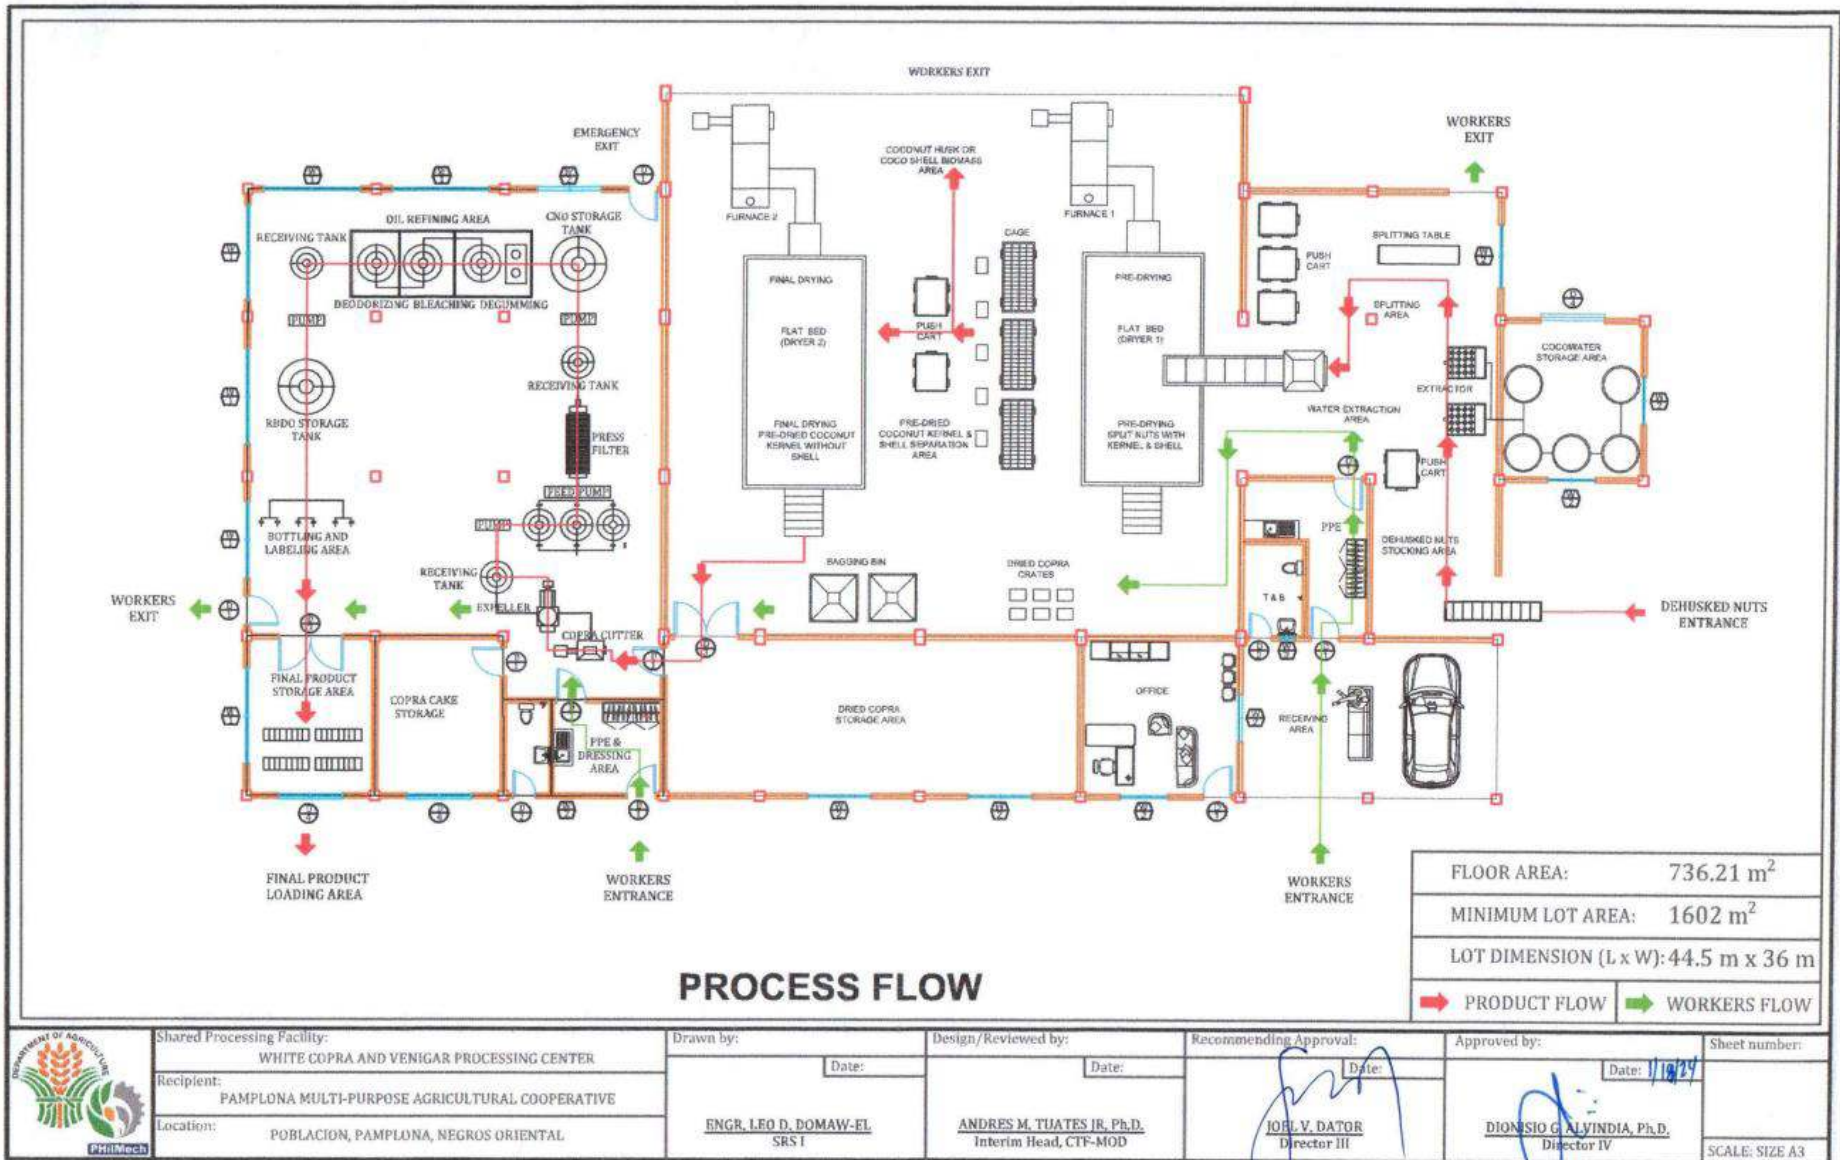 WORKERS EXIT
EMERGENCY
EXIT
COCONUT HUSK OR
COCO SHELL BIOMASS
AREA
WORKERS
EXIT
RECEIVING TANK
OIL REFINING AREA
CNO STORAGE
TANK
FURNACE 2
FURNACE 1
CAGE
SPLITTING TABLE
PUSH
CART
DEODORIZING BLEACHING DEGUMMING
PUMP
PUMP
FINAL DRYING
PRE-DRYING
SPLITTING
AREA
FLAT BED
(DRYER 2)
PUSH
CART
FLAT BED
(DRYER 1)
COCOWATER
STORAGE AREA
RECEIVING TANK
EXTRACTOR
RBDO STORAGE
TANK
PRESS
FILTER
FINAL DRYING
PRE-DRIED COCONUT
KERNEL WITHOUT
SHELL
PRE-DRIED
COCONUT KERNEL &
SHELL SEPARATION
AREA
PRE-DRYING
SPLIT NUTS WITH
KERNEL & SHELL
WATER EXTRACTION
AREA
PUSH
CART
FEED PUMP
PUMP
BOTTLING AND
LABELING AREA
PPE
DEHUSKED NUTS
STOCKING AREA
RECEIVING
TANK
BAGGING BIN
DRIED COPRA
CRATES
T & B
WORKERS
EXIT
EXPELLER
DEHUSKED NUTS
ENTRANCE
COPRA CUTTER
FINAL PRODUCT
STORAGE AREA
COPRA CAKE
STORAGE
OFFICE
DRIED COPRA
STORAGE AREA
RECEIVING
AREA
PPE &
DRESSING
AREA
FINAL PRODUCT
LOADING AREA
WORKERS
ENTRANCE
WORKERS
ENTRANCE
FLOOR AREA: 736.21 m²
MINIMUM LOT AREA: 1602 m²
LOT DIMENSION (L x W): 44.5 m x 36 m
PRODUCT FLOW WORKERS FLOW
PROCESS FLOW
DEPARTMENT OF AGRICULTURE
PHilMech
Shared Processing Facility:
WHITE COPRA AND VENIGAR PROCESSING CENTER
Recipient:
PAMPLONA MULTI-PURPOSE AGRICULTURAL COOPERATIVE
Location:
POBLACION, PAMPLONA, NEGROS ORIENTAL
Drawn by:
Date:
ENGR. LEO D. DOMAW-EL
SRS I
Design/Reviewed by:
Date:
ANDRES M. TUATES JR, Ph.D.
Interim Head, CTF-MOD
Recommending Approval:
Date:
JOEL V. DATOR
Director III
Approved by:
Date: 1/18/24
DIONISIO G. ALVINDIA, Ph.D.
Director IV
Sheet number:
SCALE: SIZE A3